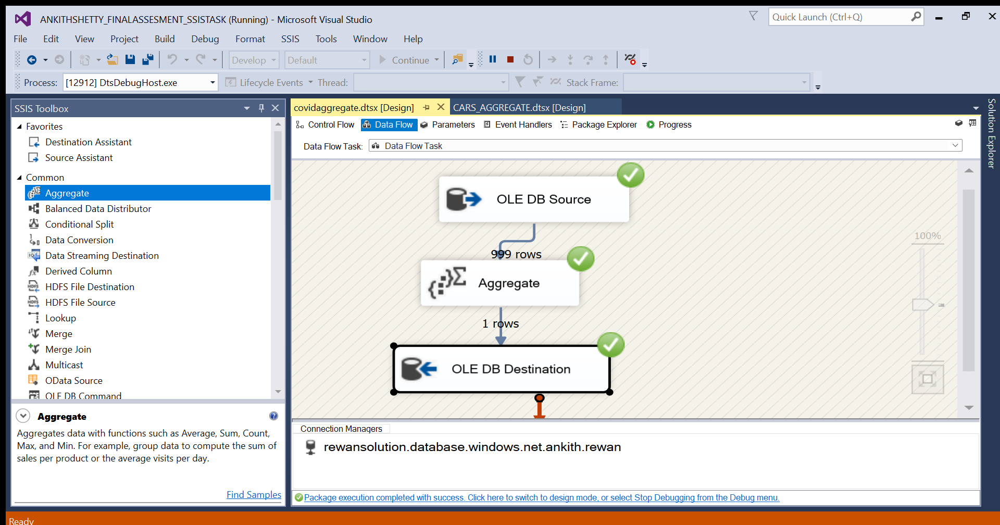 ANKITHSHETTY_FINALASSESMENT_SSISTASK (Running) - Microsoft Visual Studio
Quick Launch (Ctrl+Q)
File Edit View Project Build Debug Format SSIS Tools Window Help
Develop Default Continue
Process: [12912] DtsDebugHost.exe Lifecycle Events Thread: Stack Frame:
SSIS Toolbox
Favorites
Destination Assistant
Source Assistant
Common
Aggregate
Balanced Data Distributor
Conditional Split
Data Conversion
Data Streaming Destination
Derived Column
HDFS File Destination
HDFS File Source
Lookup
Merge
Merge Join
Multicast
OData Source
OLE DB Command
Aggregate
Aggregates data with functions such as Average, Sum, Count,
Max, and Min. For example, group data to compute the sum of
sales per product or the average visits per day.
Find Samples
covidaggregate.dtsx [Design] CARS_AGGREGATE.dtsx [Design]
Control Flow Data Flow Parameters Event Handlers Package Explorer Progress
Data Flow Task: Data Flow Task
OLE DB Source
999 rows
Aggregate
1 rows
OLE DB Destination
100%
Connection Managers
rewansolution.database.windows.net.ankith.rewan
Package execution completed with success. Click here to switch to design mode, or select Stop Debugging from the Debug menu.
Solution Explorer
Ready